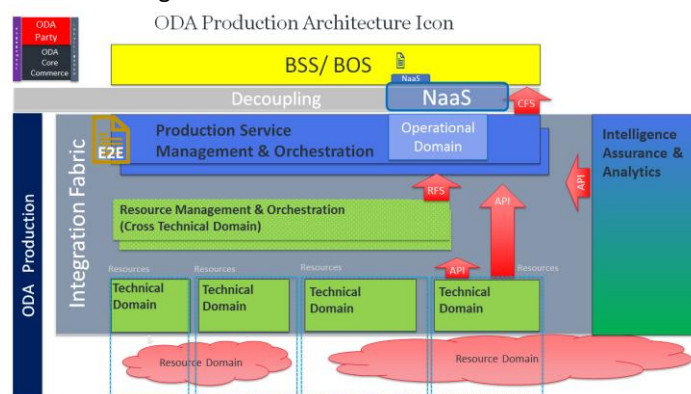 ODA Production Architecture Icon
ODA
Party
ODA
Core
Commerce
BSS/ BOS
NaaS
Decoupling
NaaS
CFS
ODA Production
Integration Fabric
E2E
Production Service
Management & Orchestration
Operational
Domain
Intelligence
Assurance &
Analytics
API
RFS
API
Resource Management & Orchestration
(Cross Technical Domain)
Resources
Resources
Resources
API
Resources
Technical
Domain
Technical
Domain
Technical
Domain
Technical
Domain
Resource Domain
Resource Domain